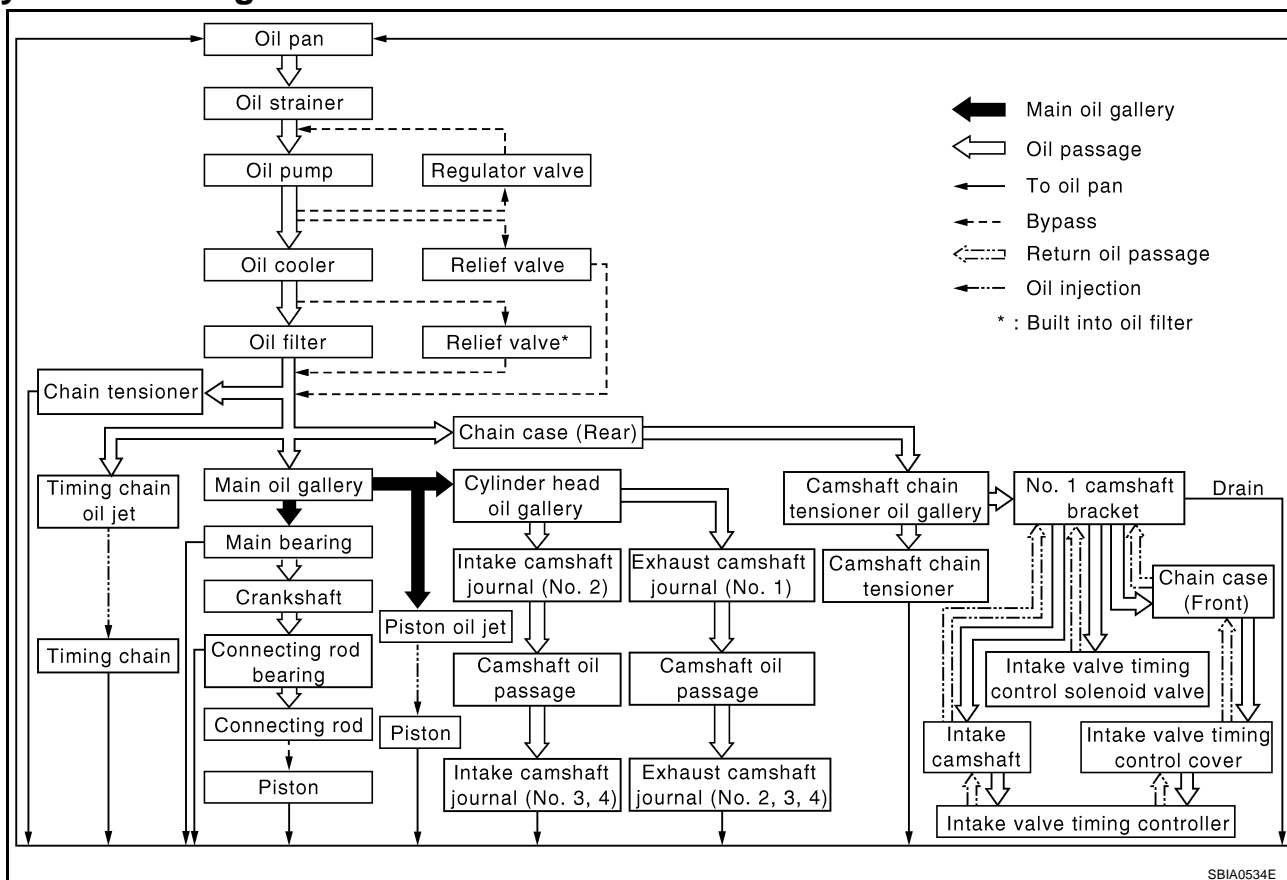 Oil pan
Oil strainer
Oil pump
Regulator valve
Oil cooler
Relief valve
Oil filter
Relief valve*
Main oil gallery
Oil passage
To oil pan
Bypass
Return oil passage
Oil injection
* : Built into oil filter
Chain tensioner
Chain case (Rear)
Timing chain
oil jet
Main oil gallery
Cylinder head
oil gallery
Camshaft chain
tensioner oil gallery
No. 1 camshaft
bracket
Drain
Main bearing
Intake camshaft
journal (No. 2)
Exhaust camshaft
journal (No. 1)
Camshaft chain
tensioner
Chain case
(Front)
Crankshaft
Piston oil jet
Timing chain
Connecting rod
bearing
Camshaft oil
passage
Camshaft oil
passage
Intake valve timing
control solenoid valve
Connecting rod
Piston
Intake
camshaft
Intake valve timing
control cover
Piston
Intake camshaft
journal (No. 3, 4)
Exhaust camshaft
journal (No. 2, 3, 4)
Intake valve timing controller
SBIA0534E